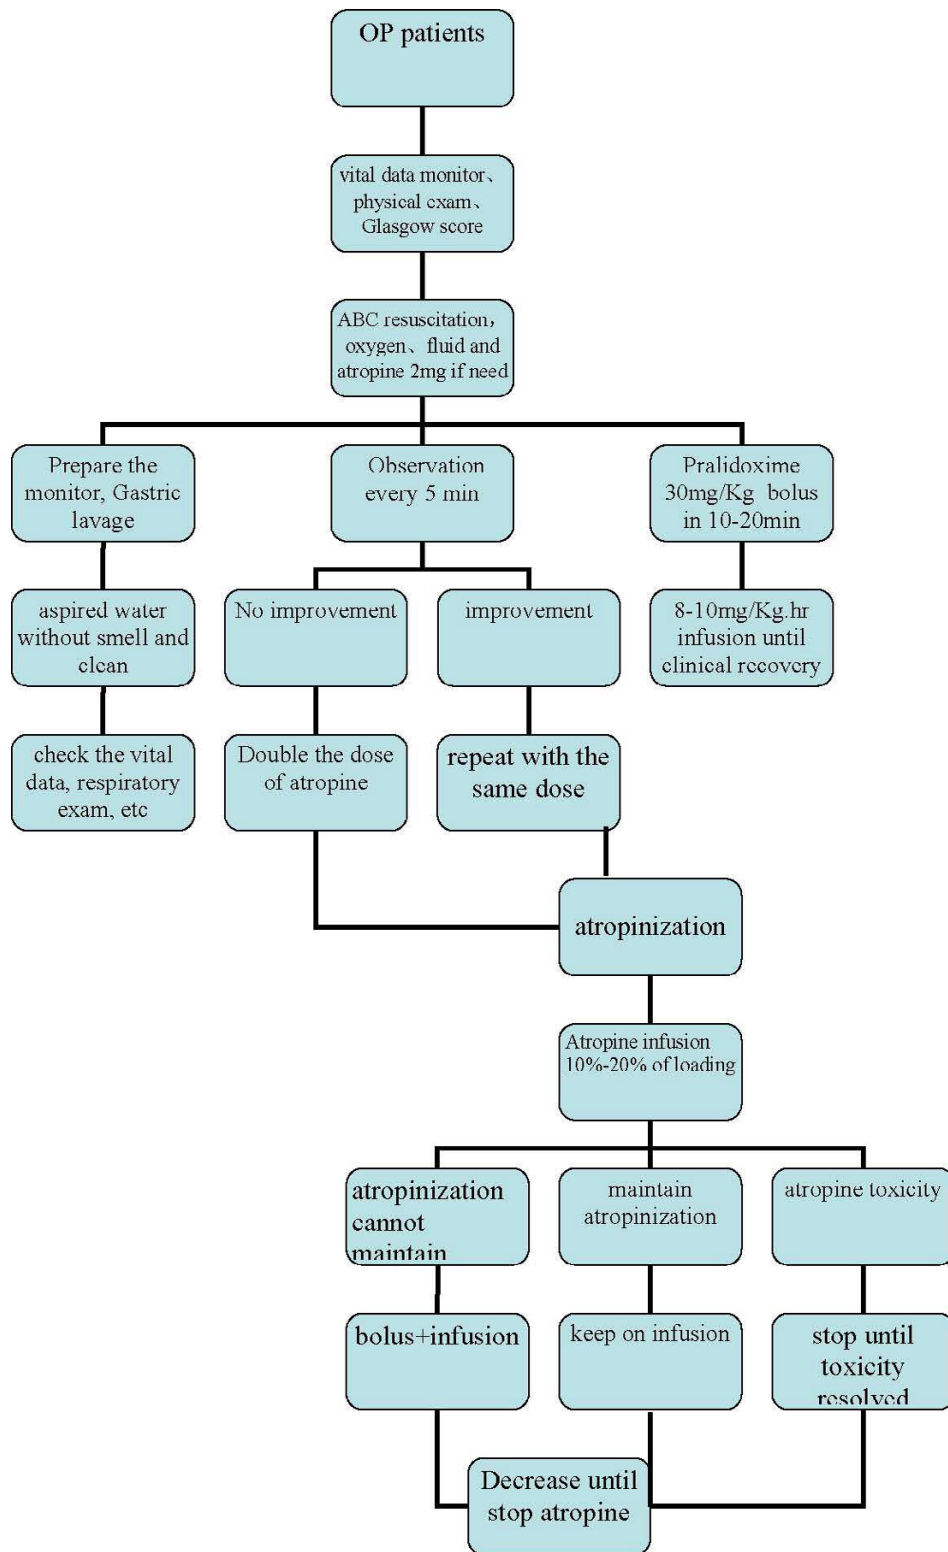 OP patients
vital data monitor、
physical exam、
Glasgow score
ABC resuscitation，
oxygen、fluid and
atropine 2mg if need
Prepare the
monitor, Gastric
lavage
Observation
every 5 min
Pralidoxime
30mg/Kg bolus
in 10-20min
aspired water
without smell and
clean
No improvement
improvement
8-10mg/Kg.hr
infusion until
clinical recovery
check the vital
data, respiratory
exam, etc
Double the dose
of atropine
repeat with the
same dose
atropinization
Atropine infusion
10%-20% of loading
atropinization
cannot
maintain
maintain
atropinization
atropine toxicity
bolus+infusion
keep on infusion
stop until
toxicity
resolved
Decrease until
stop atropine